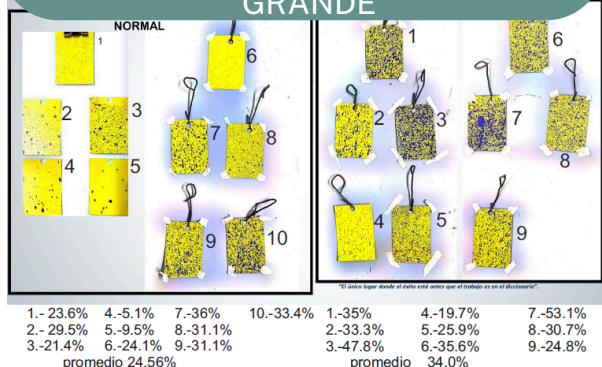 GRANDE
NORMAL
1
2
3
4
5
6
7
8
9
10
1
2
3
4
5
6
7
8
9
"El único lugar donde el éxito está antes que el trabajo es en el diccionario".
1.- 23.6% 4.-5.1% 7.-36% 10.-33.4%
2.- 29.5% 5.-9.5% 8.-31.1%
3.-21.4% 6.-24.1% 9.-31.1%
promedio 24.56%
1.-35% 4.-19.7% 7.-53.1%
2.-33.3% 5.-25.9% 8.-30.7%
3.-47.8% 6.-35.6% 9.-24.8%
promedio 34.0%